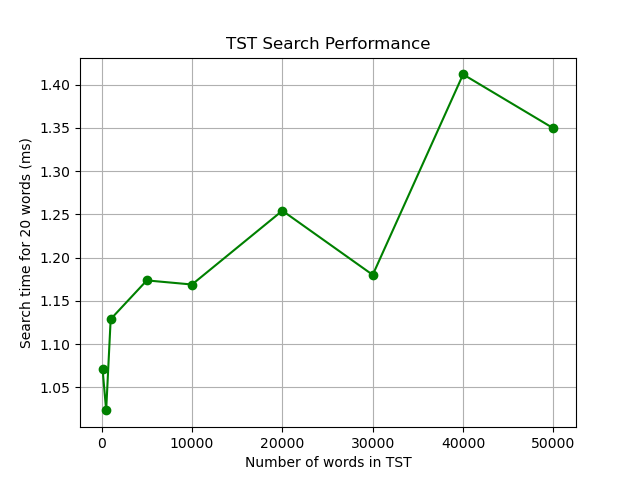 TST Search Performance
1.40
1.35
1.30
1.25
1.20
1.15
1.10
1.05
Search time for 20 words (ms)
0 10000 20000 30000 40000 50000
Number of words in TST